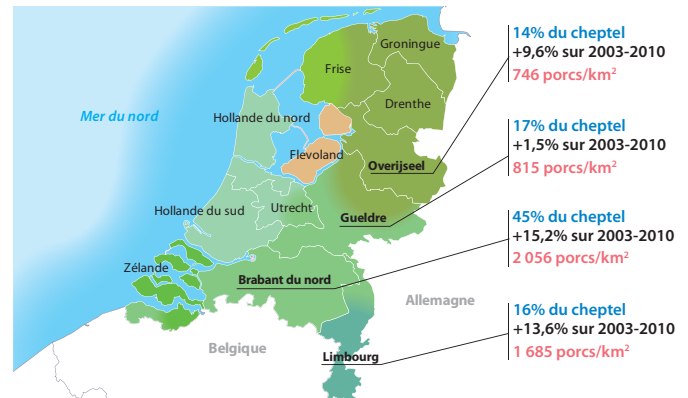 14% du cheptel
+9,6% sur 2003-2010
746 porcs/km²
Groningue
Frise
Drenthe
Mer du nord
Hollande du nord
17% du cheptel
+1,5% sur 2003-2010
815 porcs/km²
Flevoland
Overijseel
Utrecht
Hollande du sud
Gueldre
45% du cheptel
+15,2% sur 2003-2010
2 056 porcs/km²
Zélande
Brabant du nord
Allemagne
16% du cheptel
+13,6% sur 2003-2010
1 685 porcs/km²
Belgique
Limbourg